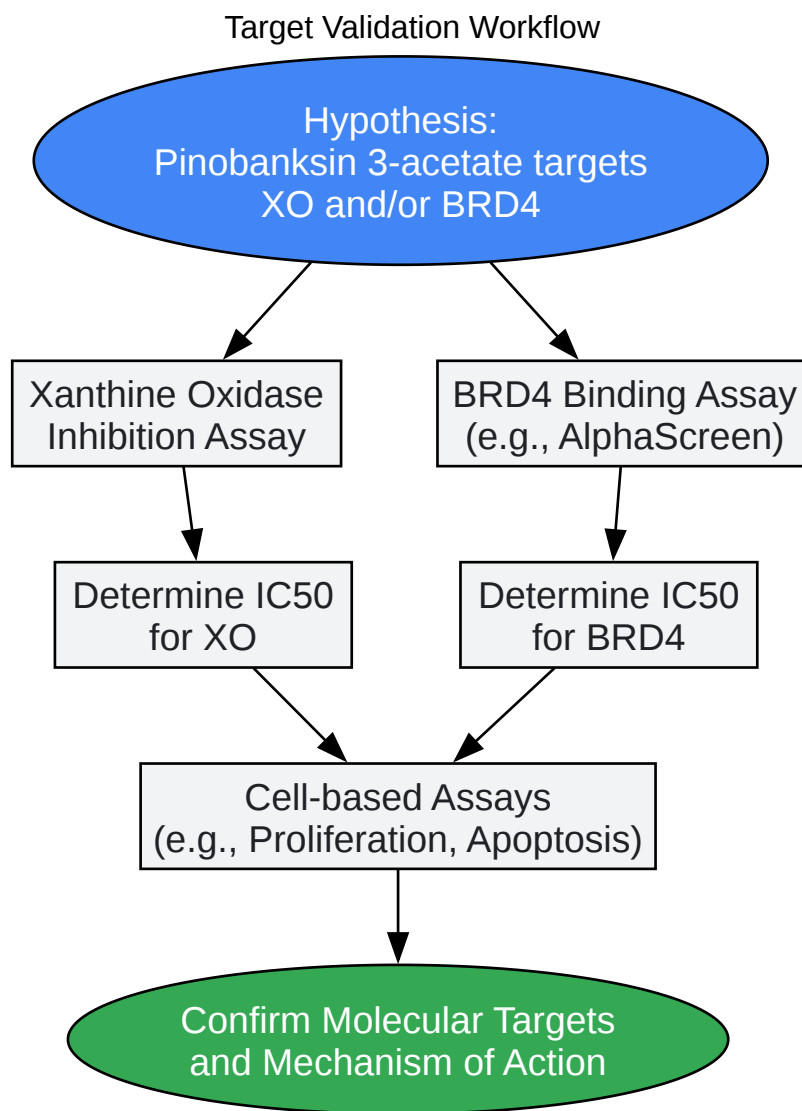 Target Validation Workflow
Hypothesis:
Pinobanksin 3-acetate targets
XO and/or BRD4
Xanthine Oxidase
Inhibition Assay
BRD4 Binding Assay
(e.g., AlphaScreen)
Determine IC50
for XO
Determine IC50
for BRD4
Cell-based Assays
(e.g., Proliferation, Apoptosis)
Confirm Molecular Targets
and Mechanism of Action